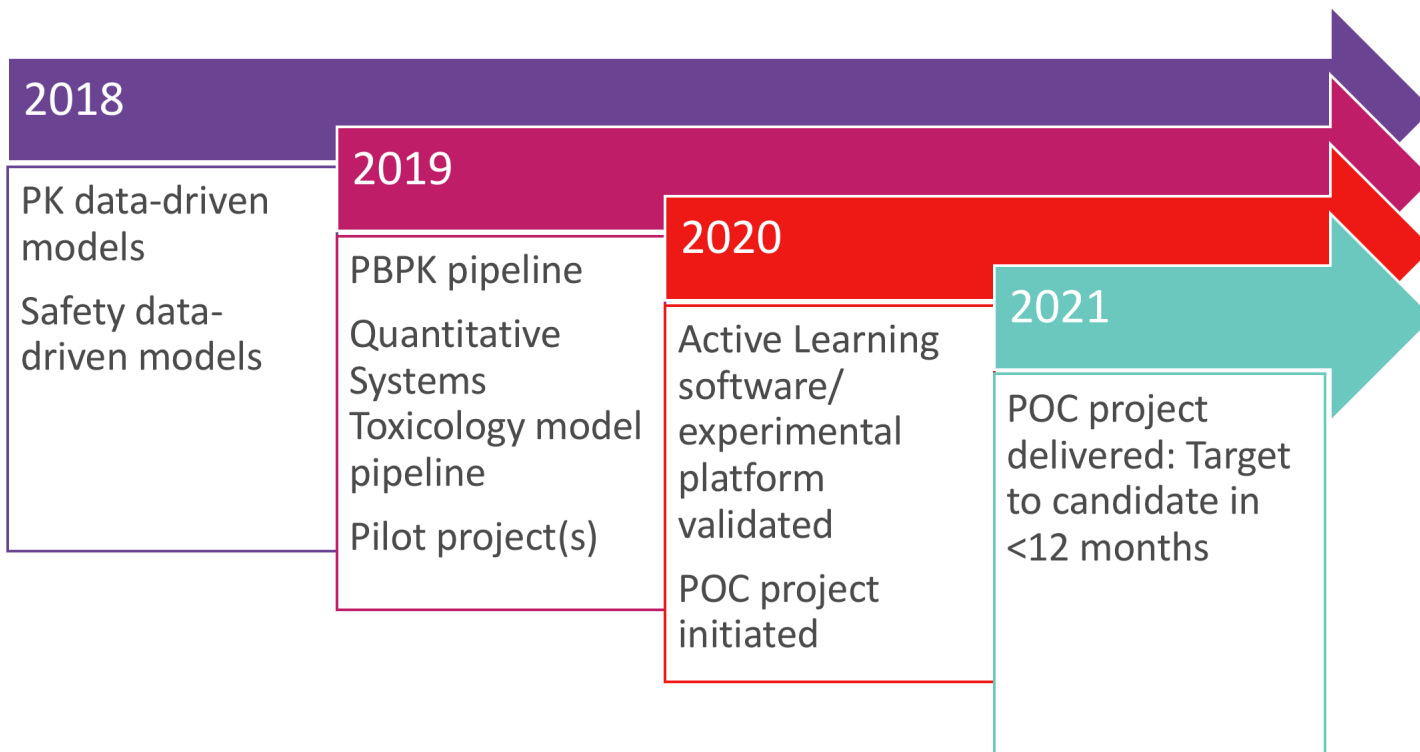 2018
PK data-driven
models
Safety data-
driven models
2019
PBPK pipeline
Quantitative
Systems
Toxicology model
pipeline
Pilot project(s)
2020
Active Learning
software/
experimental
platform
validated
POC project
initiated
2021
POC project
delivered: Target
to candidate in
<12 months